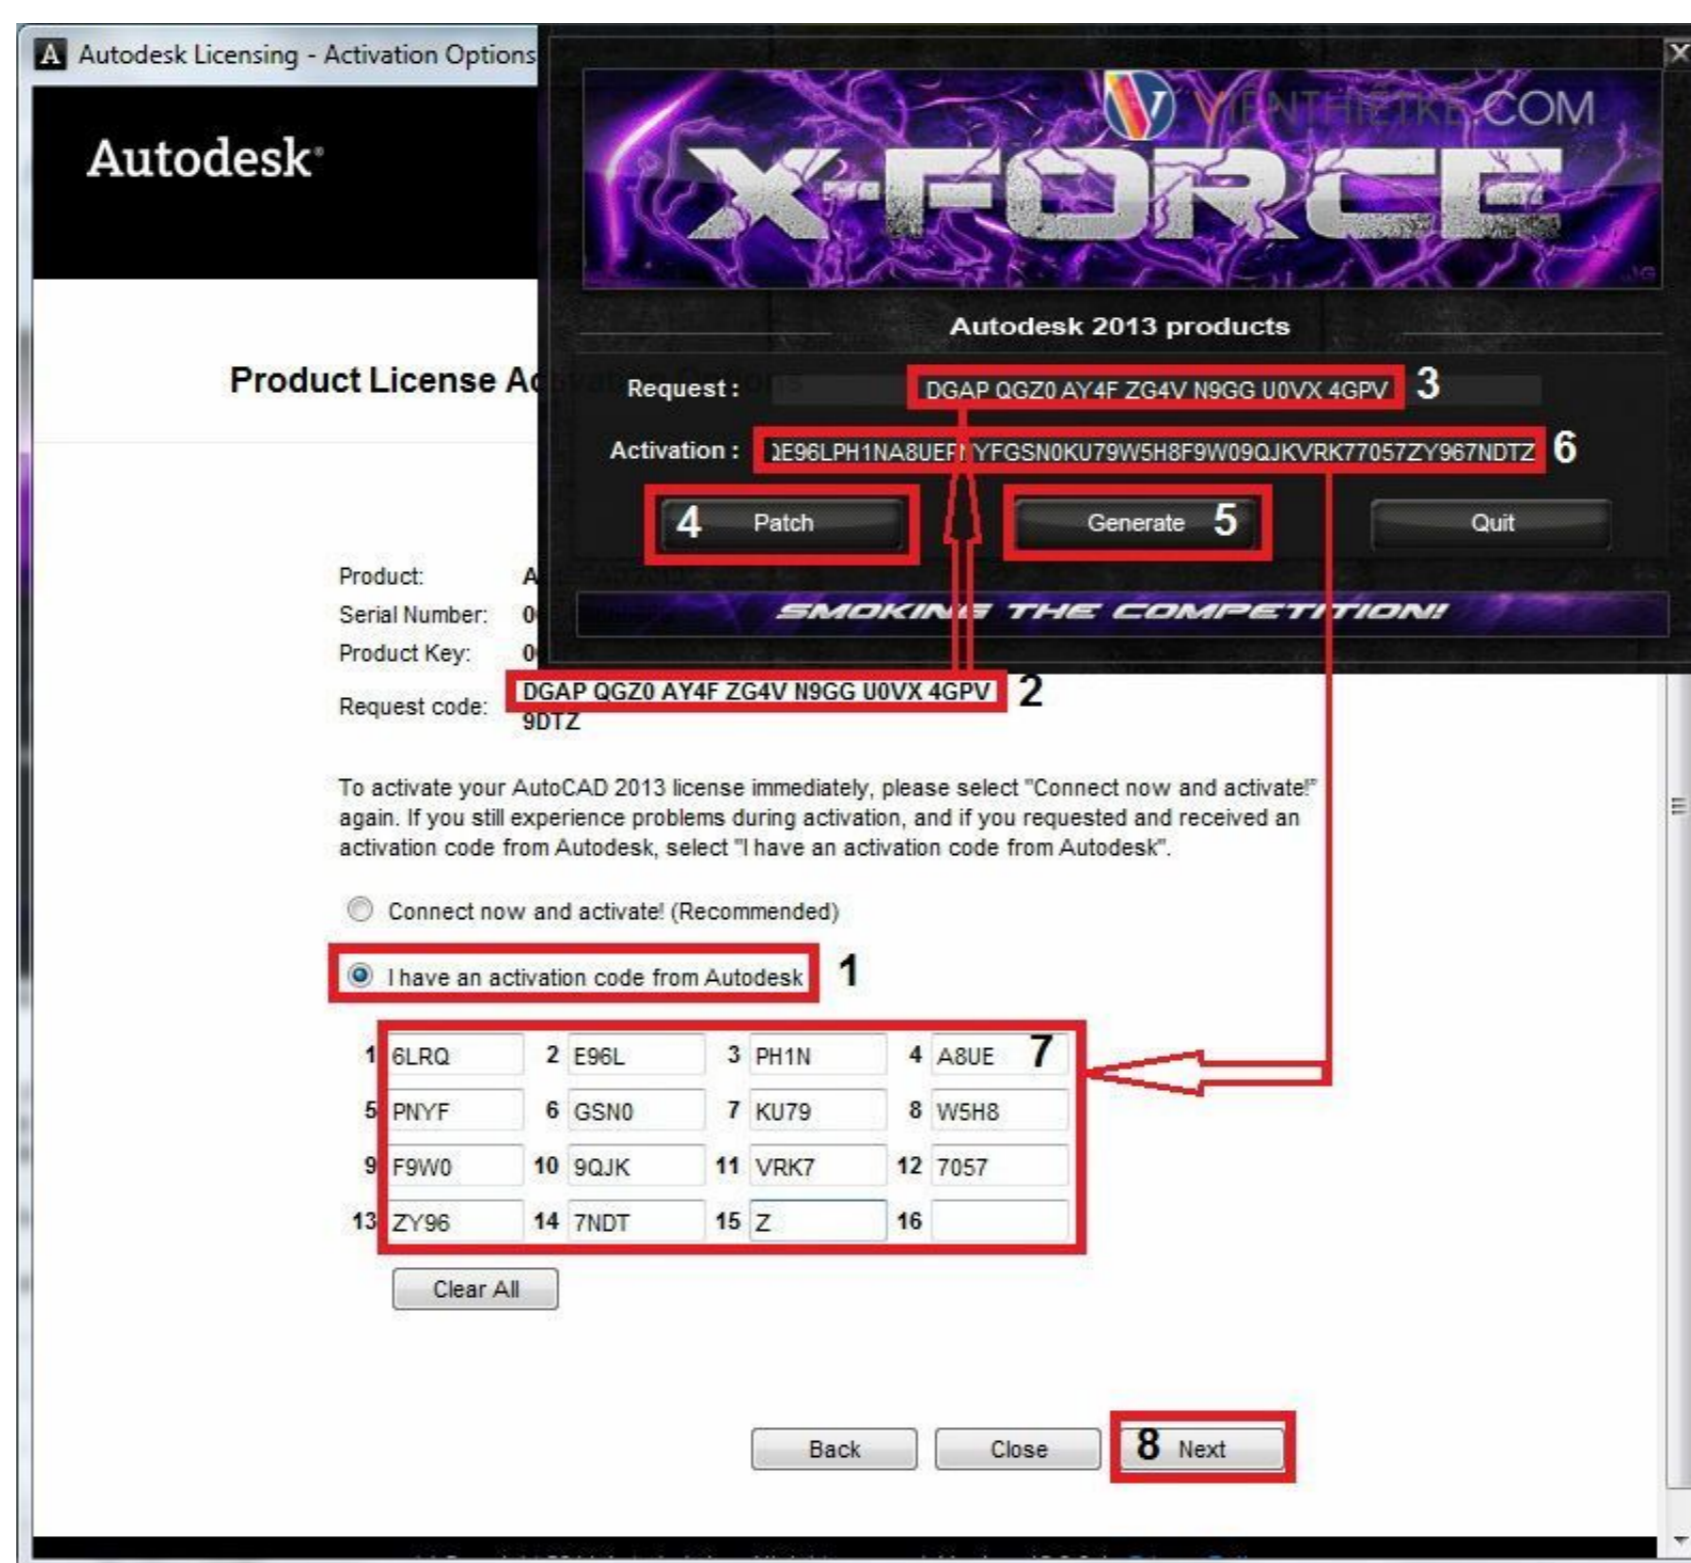 Autodesk Licensing - Activation Options
VIENTHIETKE.COM
Autodesk
X-FORCE
Autodesk 2013 products
Product License
Request :
DGAP QGZ0 AY4F ZG4V N9GG U0VX 4GPV
3
Activation :
QE96LPH1NA8UEPNYFGSN0KU79W5H8F9W09QJKVRK77057ZY967NDTZ
6
4 Patch
Generate 5
Quit
Product:
SMOKING THE COMPETITION!
Serial Number:
Product Key:
Request code:
DGAP QGZ0 AY4F ZG4V N9GG U0VX 4GPV
2
9DTZ
To activate your AutoCAD 2013 license immediately, please select "Connect now and activate!"
again. If you still experience problems during activation, and if you requested and received an
activation code from Autodesk, select "I have an activation code from Autodesk".
Connect now and activate! (Recommended)
I have an activation code from Autodesk 1
1 6LRQ 2 E96L 3 PH1N 4 A8UE 7
5 PNYF 6 GSN0 7 KU79 8 W5H8
9 F9W0 10 9QJK 11 VRK7 12 7057
13 ZY96 14 7NDT 15 Z 16
Clear All
Back Close 8 Next